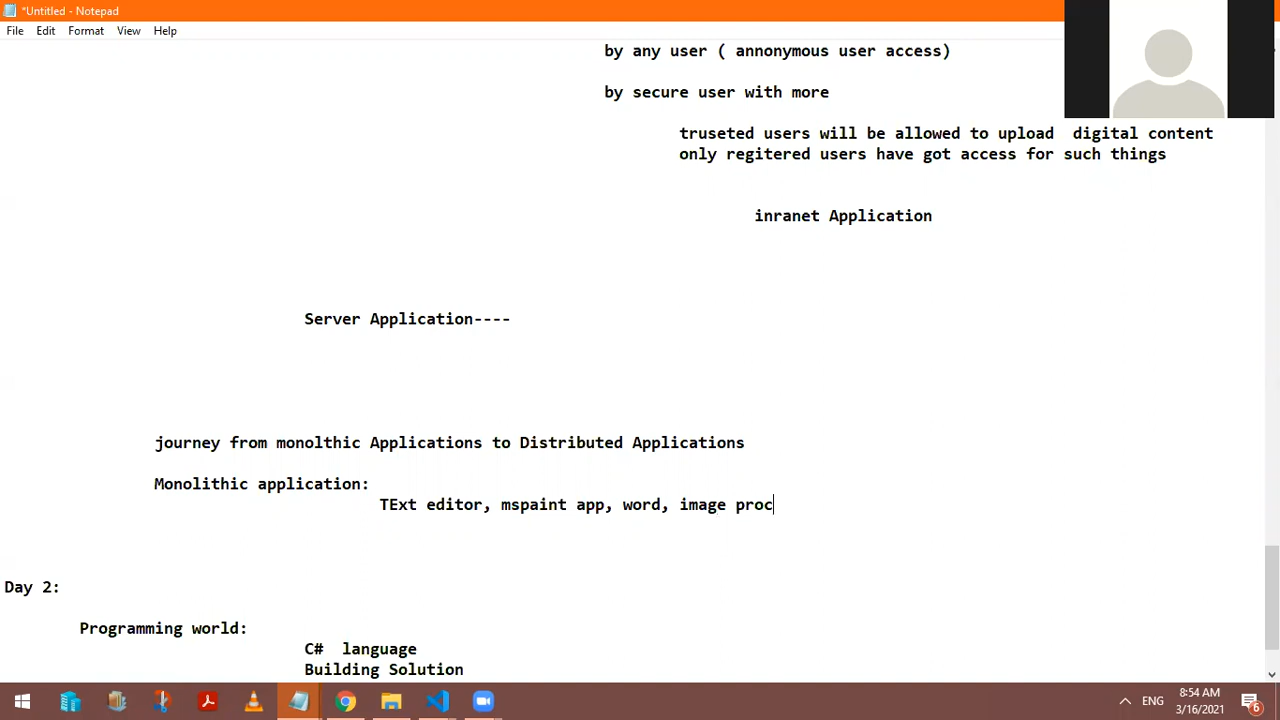 *Untitled - Notepad
File Edit Format View Help
by any user ( annonymous user access)
by secure user with more
truseted users will be allowed to upload  digital content
only regitered users have got access for such things
inranet Application
Server Application----
journey from monolthic Applications to Distributed Applications
Monolithic application:
TExt editor, mspaint app, word, image proc
Day 2:
Programming world:
C#  language
Building Solution
ENG
8:54 AM
3/16/2021
6